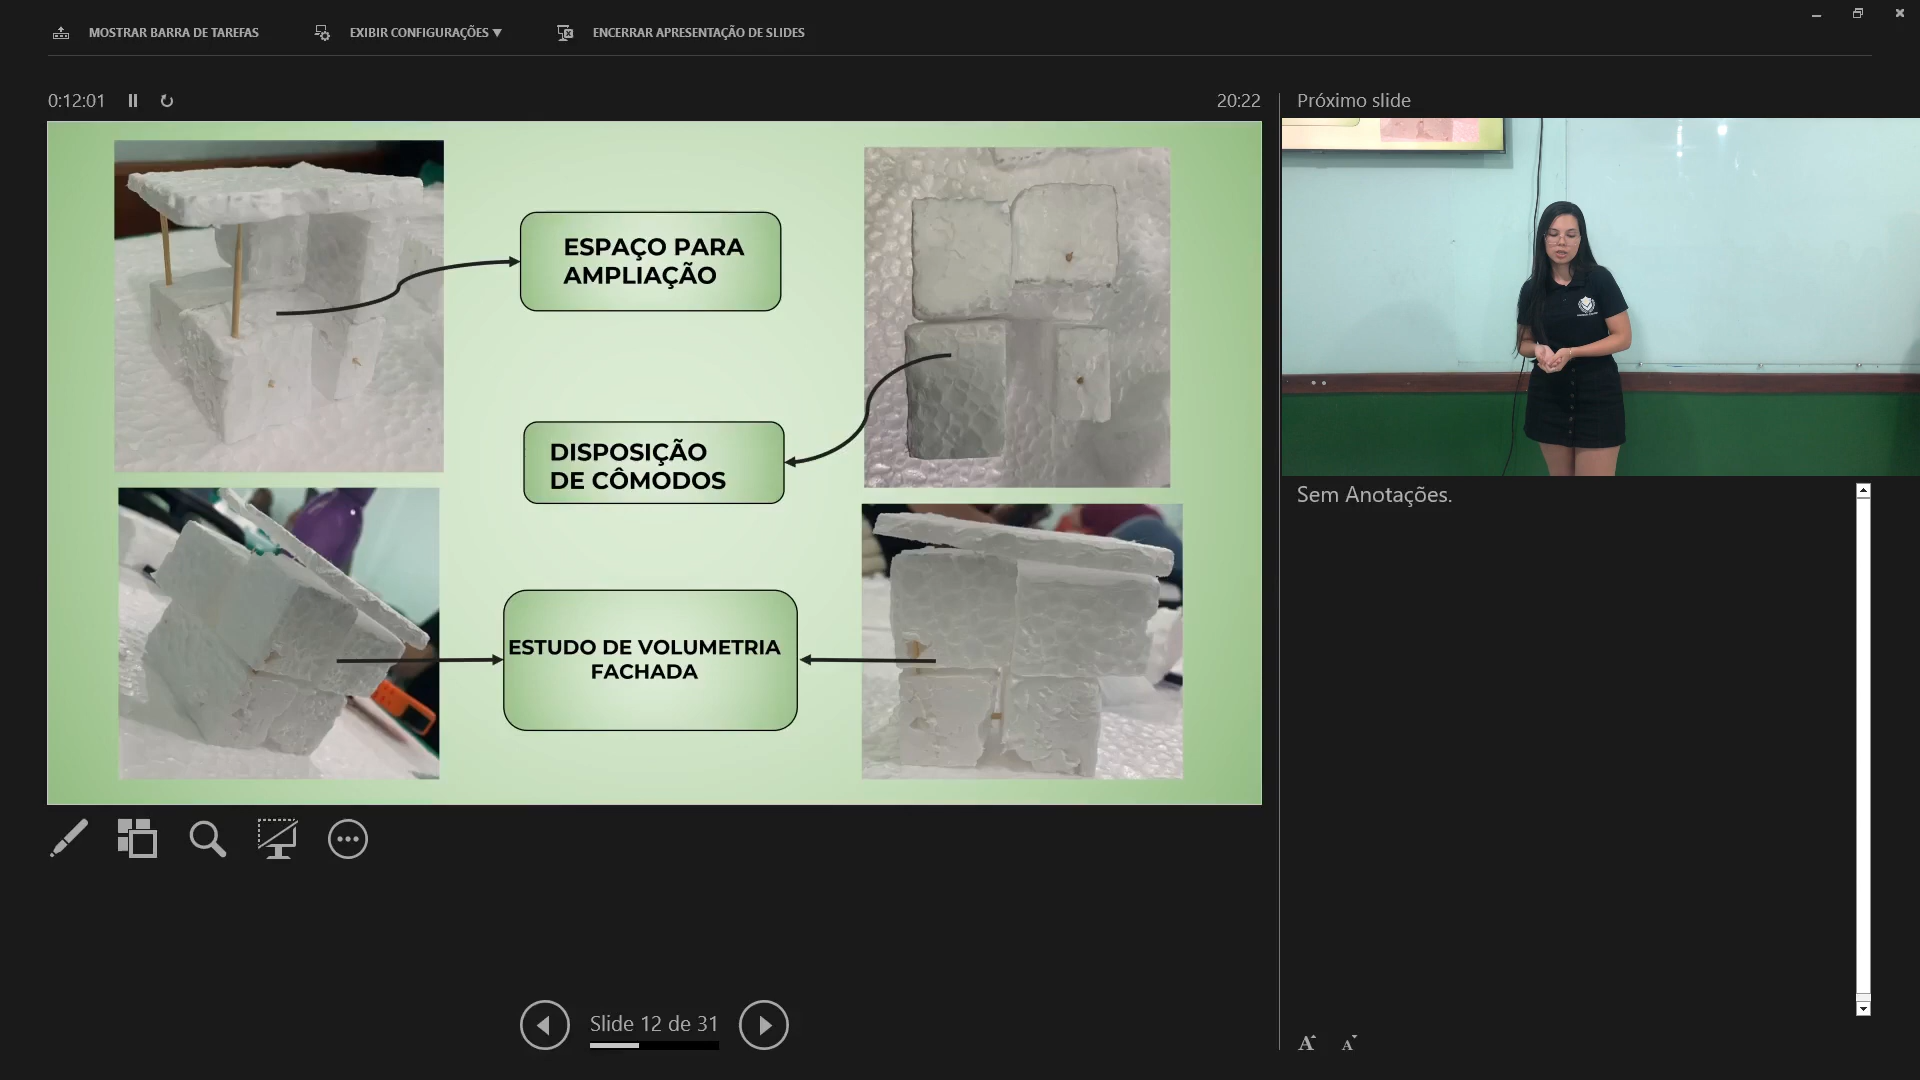 MOSTRAR BARRA DE TAREFAS
EXIBIR CONFIGURAÇÕES ▼
ENCERRAR APRESENTAÇÃO DE SLIDES
0:12:01
20:22
Próximo slide
ESPAÇO PARA
AMPLIAÇÃO
DISPOSIÇÃO
DE CÔMODOS
ESTUDO DE VOLUMETRIA
FACHADA
Sem Anotações.
Slide 12 de 31
A A